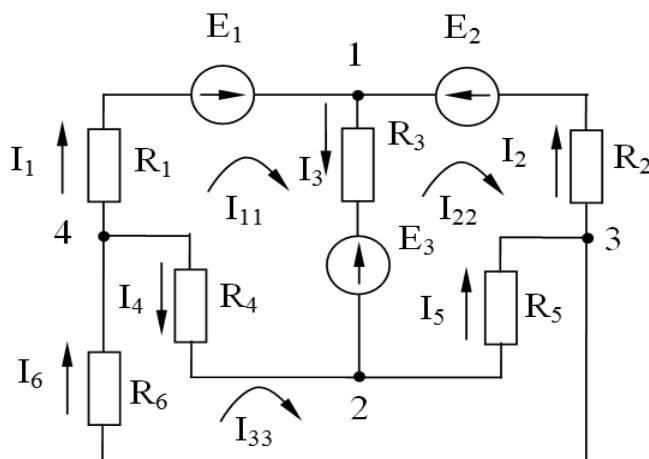 E₁
E₂
1
I₁
R₁
I₃
R₃
I₂
R₂
I₁₁
I₂₂
4
E₃
3
I₄
R₄
I₅
R₅
I₆
R₆
2
I₃₃